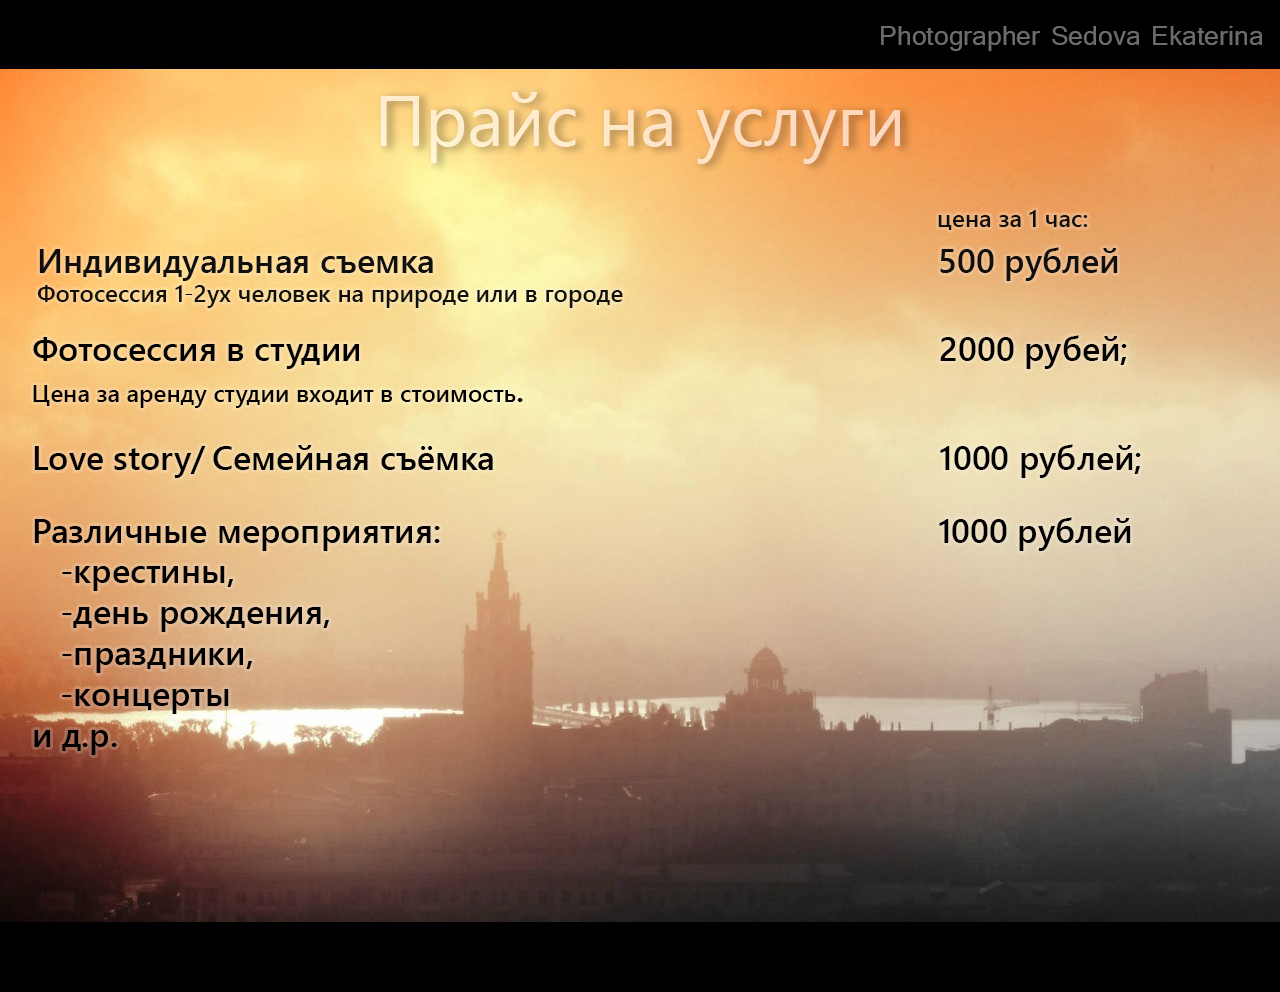 Photographer Sedova Ekaterina
Прайс на услуги
цена за 1 час:
Индивидуальная съемка 500 рублей
Фотосессия 1-2ух человек на природе или в городе
Фотосессия в студии 2000 рубей;
Цена за аренду студии входит в стоимость.
Love story/ Семейная съёмка 1000 рублей;
Различные мероприятия: 1000 рублей
-крестины,
-день рождения,
-праздники,
-концерты
и д.р.